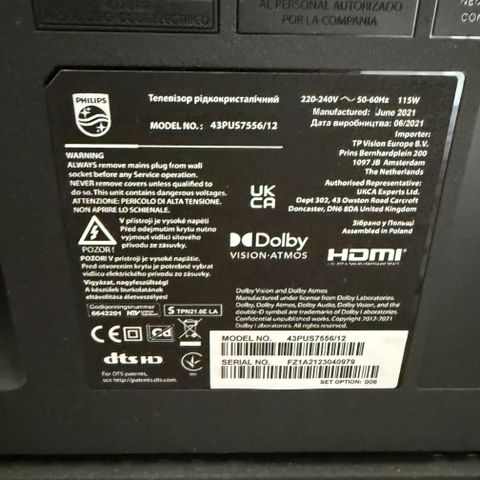 NO ABRIR
AL PERSONAL AUTORIZADO
POR LA COMPANIA
PHILIPS
Телевізор рідкокристалічний
MODEL NO.: 43PUS7556/12
220-240V ~ 50-60Hz 115W
Manufactured: June 2021
Дата виробництва: 06/2021
Importer:
TP Vision Europe B.V.
Prins Bernhardplein 200
1097 JB Amsterdam
The Netherlands
Authorised Representative:
UKCA Experts Ltd.
Dept 302, 43 Owston Road Carcroft
Doncaster, DN6 8DA United Kingdom
Зібрано у Польщі
Assembled in Poland
WARNING
ALWAYS remove mains plug from wall
socket before any Service operation.
NEVER remove covers unless qualified to
do so. This unit contains dangerous voltages.
ATTENZIONE: PERICOLO DI ALTA TENSIONE.
NON APRIRE LO SCHIENALE.
POZOR !
V přístroji je vysoké napětí
Před odejmutím krytu nutno
vytáhnout přívodní šňůru ze
zásuvky.
POZOR! V prístroji je vysoké napätie.
Pred otvorením krytu je potrebné vybrať
vidlicu elektrického prívodu zo zásuvky.
Vigyázat, nagyfeszültség!
A készülék burkolatának
eltávolítása életveszélyes!
UK
CA
Dolby
VISION·ATMOS
HDMI
Godkjenningsnummer
6642201
S TPN21.6E LA
Dolby Vision and Dolby Atmos
Manufactured under license from Dolby Laboratories.
Dolby, Dolby Atmos, Dolby Audio, Dolby Vision, and the
double-D symbol are trademarks of Dolby Laboratories.
Confidential unpublished works. Copyright 2012-2021
Dolby Laboratories. All rights reserved.
CE
dts HD
For DTS patents,
see http://patents.dts.com.
MODEL NO. 43PUS7556/12
SERIAL NO. FZ1A2123040979
SET OPTION: 006